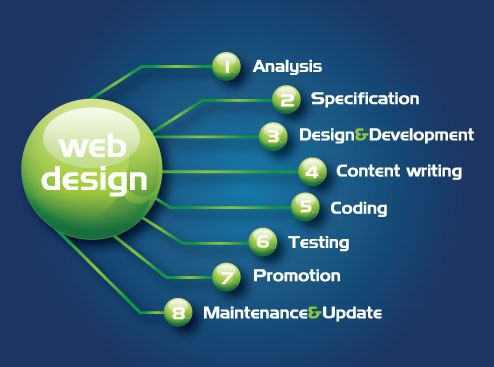 web
design
1 Analysis
2 Specification
3 Design&Development
4 Content writing
5 Coding
6 Testing
7 Promotion
8 Maintenance&Update